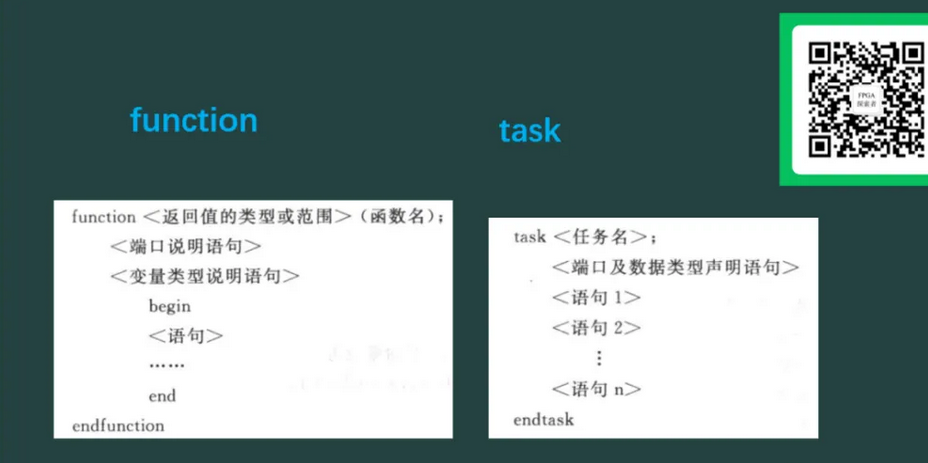 function
task
FPGA
探索者
function <返回值的类型或范围>(函数名);
<端口说明语句>
<变量类型说明语句>
begin
<语句>
……
end
endfunction
task <任务名>;
<端口及数据类型声明语句>
<语句 1>
<语句 2>
⋮
<语句 n>
endtask